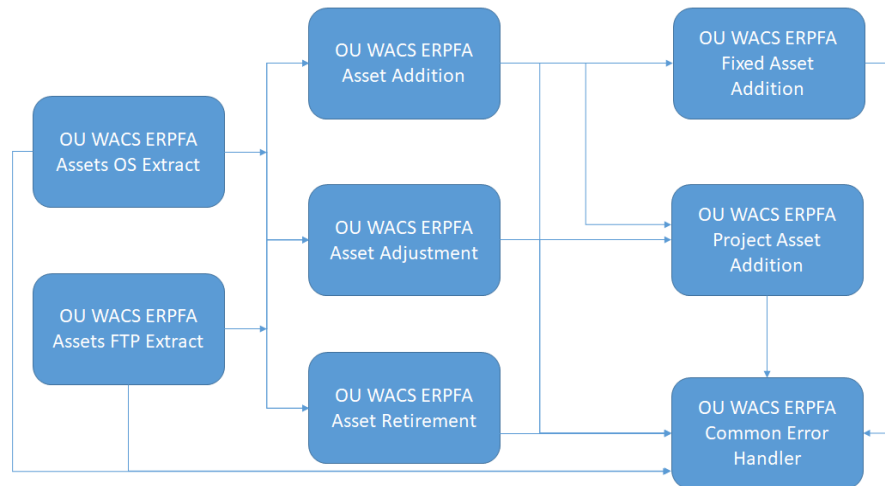 OU WACS ERPFA
Assets OS Extract
OU WACS ERPFA
Assets FTP Extract
OU WACS ERPFA
Asset Addition
OU WACS ERPFA
Asset Adjustment
OU WACS ERPFA
Asset Retirement
OU WACS ERPFA
Fixed Asset
Addition
OU WACS ERPFA
Project Asset
Addition
OU WACS ERPFA
Common Error
Handler